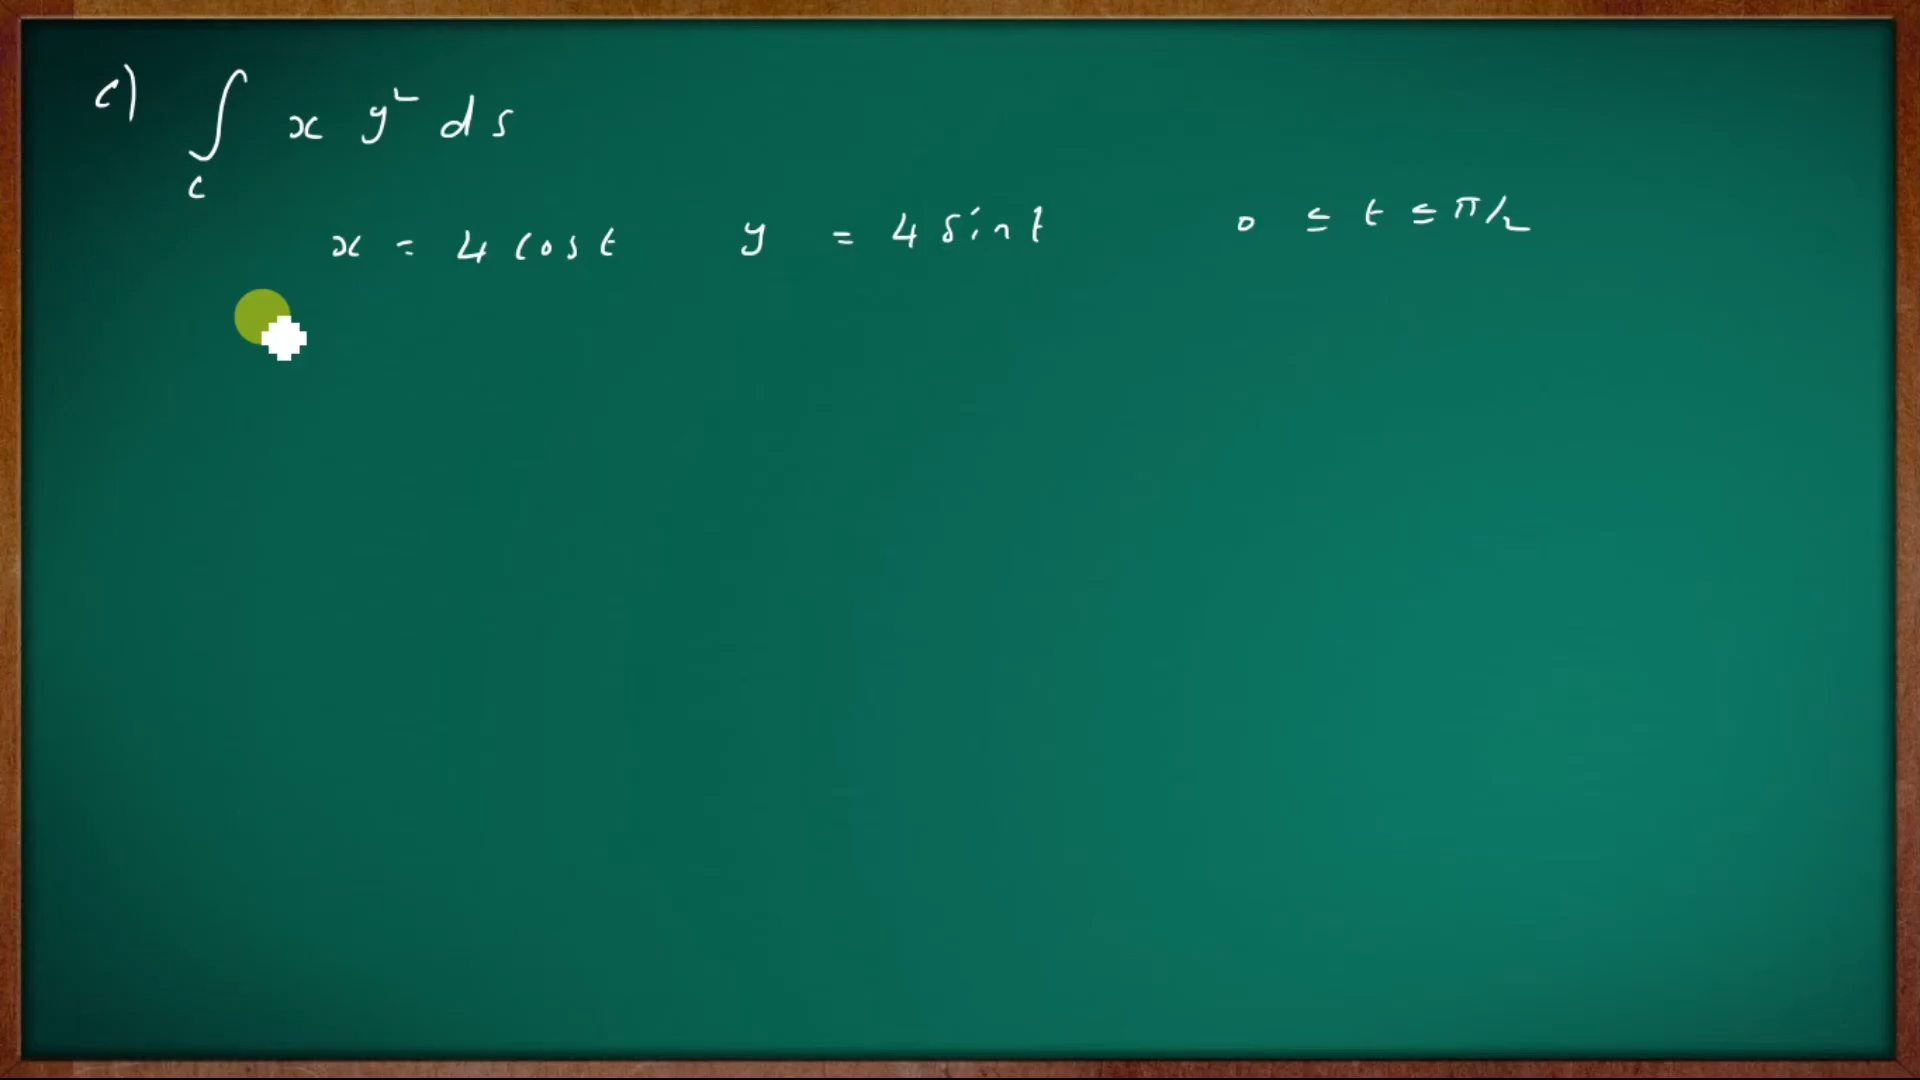 c) ∫_C x y² ds
x = 4 cos t y = 4 sin t 0 ≤ t ≤ π/2